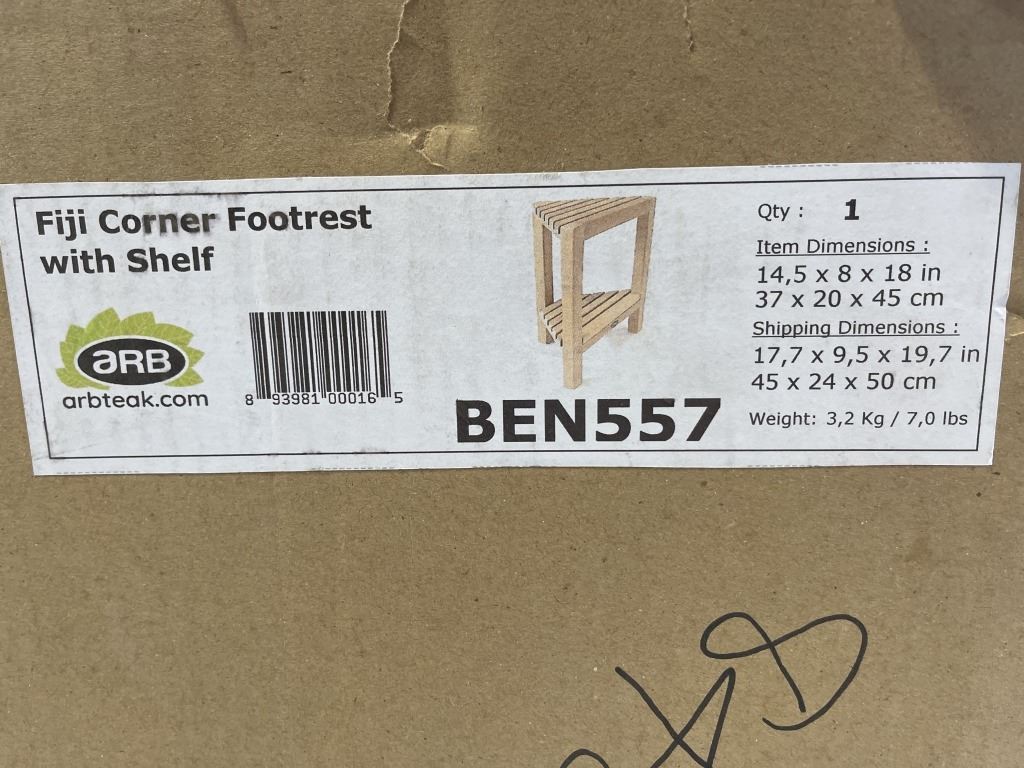 Fiji Corner Footrest
with Shelf
ARB
arbteak.com
8 93981 00016 5
BEN557
Qty : 1
Item Dimensions :
14,5 x 8 x 18 in
37 x 20 x 45 cm
Shipping Dimensions :
17,7 x 9,5 x 19,7 in
45 x 24 x 50 cm
Weight: 3,2 Kg / 7,0 lbs